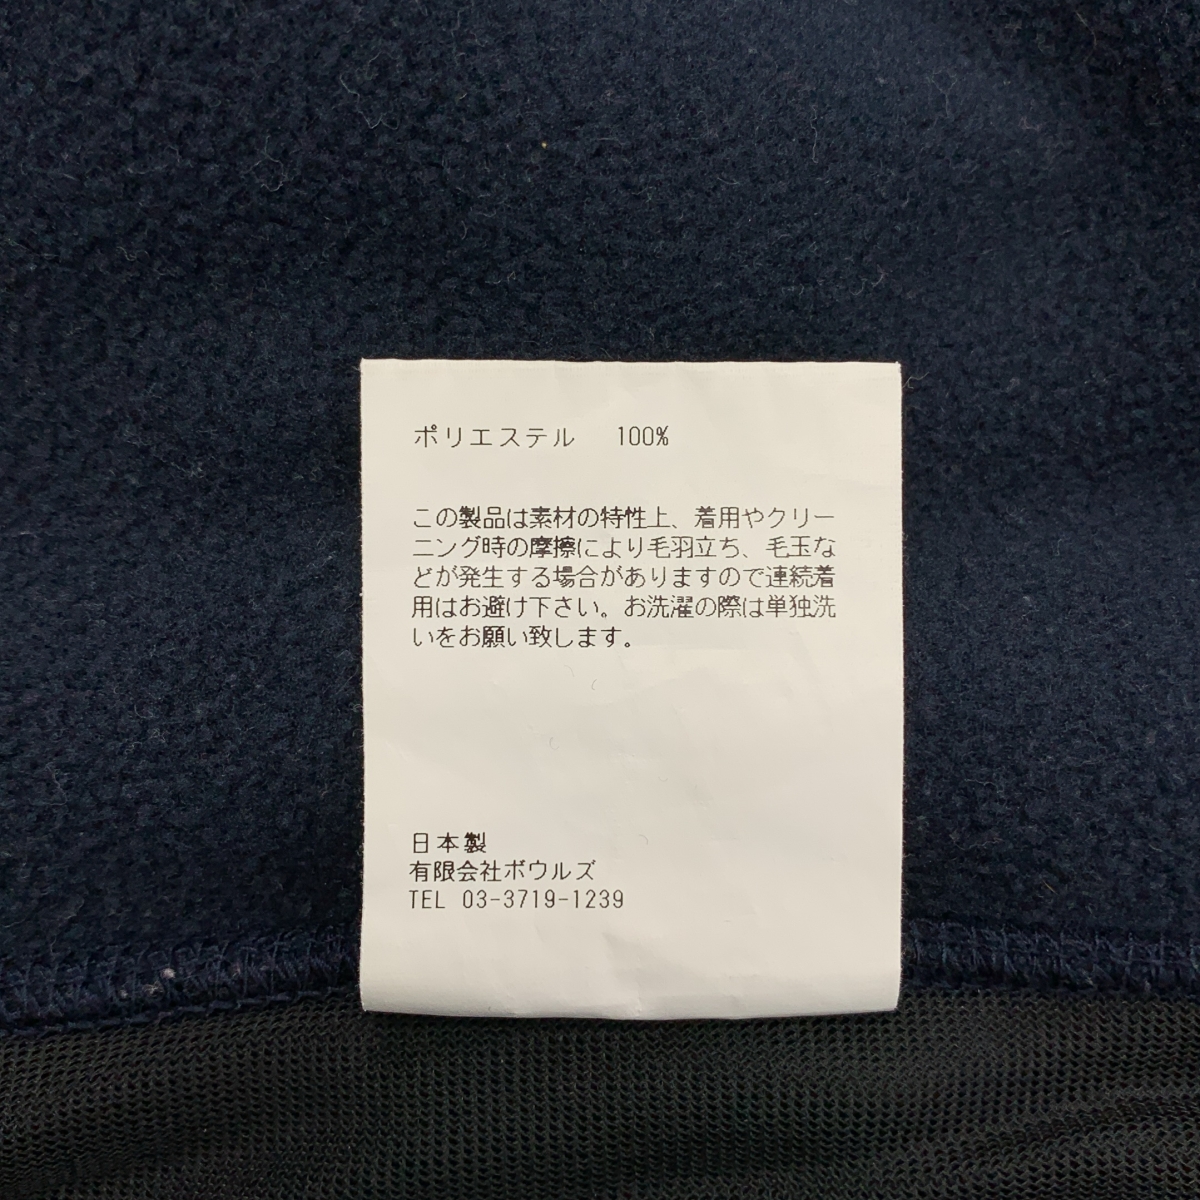 ポリエステル 100%
この製品は素材の特性上、着用やクリー
ニング時の摩擦により毛羽立ち、毛玉な
どが発生する場合がありますので連続着
用はお避け下さい。お洗濯の際は単独洗
いをお願い致します。
日本製
有限会社ボウルズ
TEL 03-3719-1239